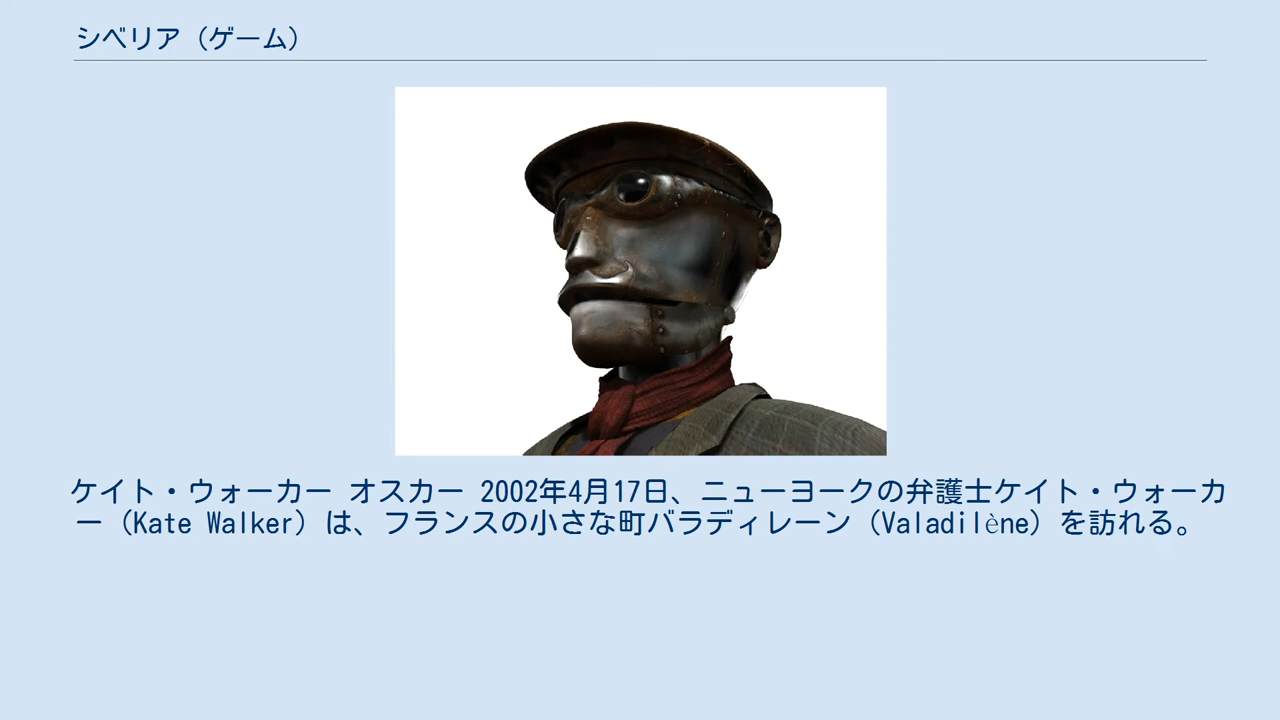 シベリア（ゲーム）
ケイト・ウォーカー オスカー 2002年4月17日、ニューヨークの弁護士ケイト・ウォーカ
ー（Kate Walker）は、フランスの小さな町バラディレーン（Valadilène）を訪れる。